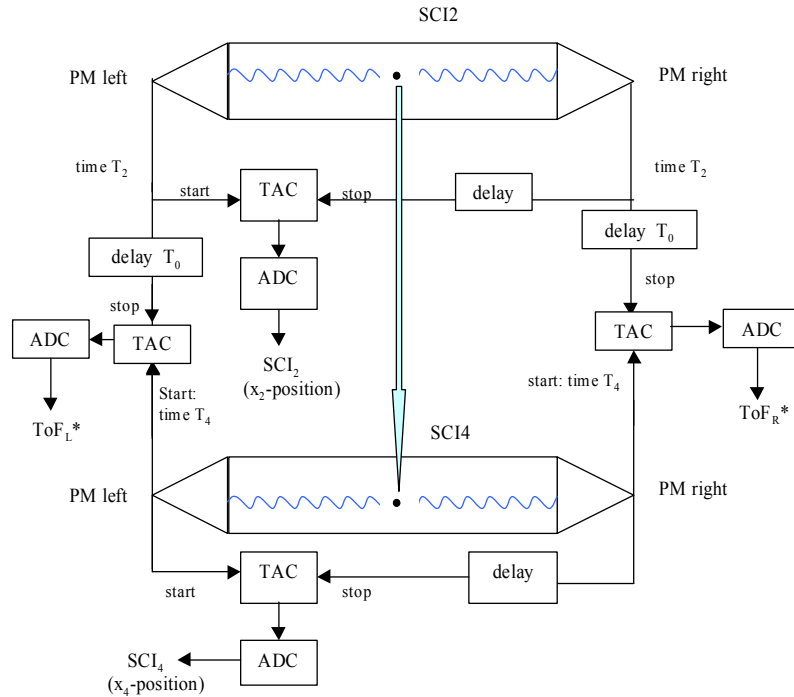 SCI2
PM left
PM right
time T₂
time T₂
start
TAC
stop
delay
delay T₀
ADC
delay T₀
stop
stop
ADC
TAC
TAC
ADC
SCI₂
(x₂-position)
Start:
time T₄
start: time T₄
ToF_L*
ToF_R*
SCI4
PM left
PM right
start
TAC
stop
delay
SCI₄
(x₄-position)
ADC